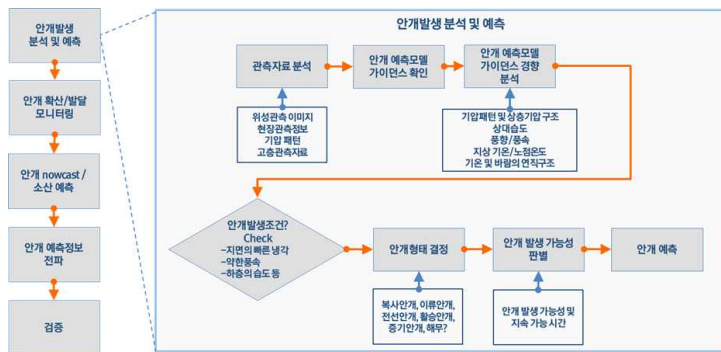 안개발생
분석 및 예측
안개 확산/발달
모니터링
안개 nowcast /
소산 예측
안개 예측정보
전파
검증
안개발생 분석 및 예측
관측자료 분석
안개 예측모델
가이던스 확인
안개 예측모델
가이던스 경향
분석
위성관측 이미지
현장관측정보
기압 패턴
고층관측자료
기압패턴 및 상층기압 구조
상대습도
풍향/풍속
지상 기온/노점온도
기온 및 바람의 연직구조
안개발생조건?
Check
-지면의 빠른 냉각
-약한풍속
-하층의 습도 등
안개형태 결정
안개 발생 가능성
판별
안개 예측
복사안개, 이류안개,
전선안개, 활승안개,
증기안개, 해무?
안개 발생 가능성 및
지속 가능 시간